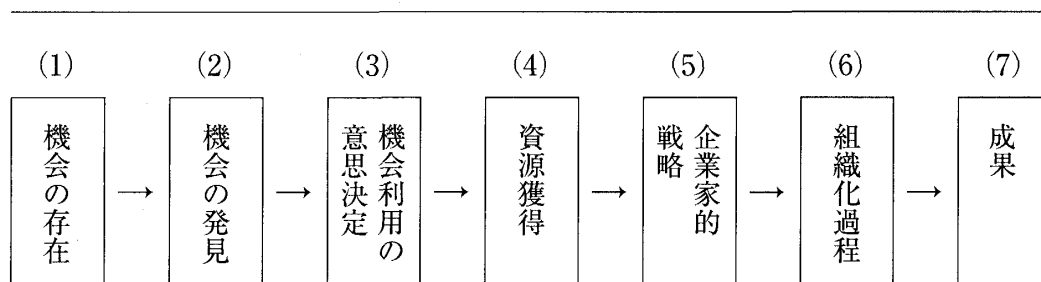 (1)
機会の存在
(2)
機会の発見
(3)
機会利用の
意思決定
(4)
資源獲得
(5)
企業家的
戦略
(6)
組織化過程
(7)
成果